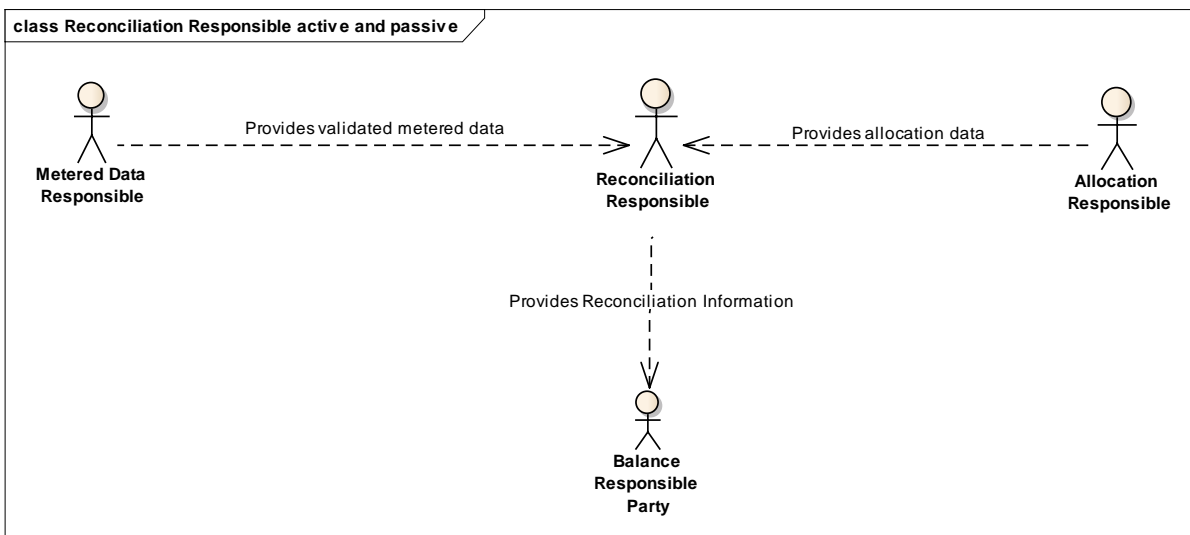 class Reconciliation Responsible active and passive
Provides validated metered data
Provides allocation data
Metered Data
Responsible
Reconciliation
Responsible
Allocation
Responsible
Provides Reconciliation Information
Balance
Responsible
Party